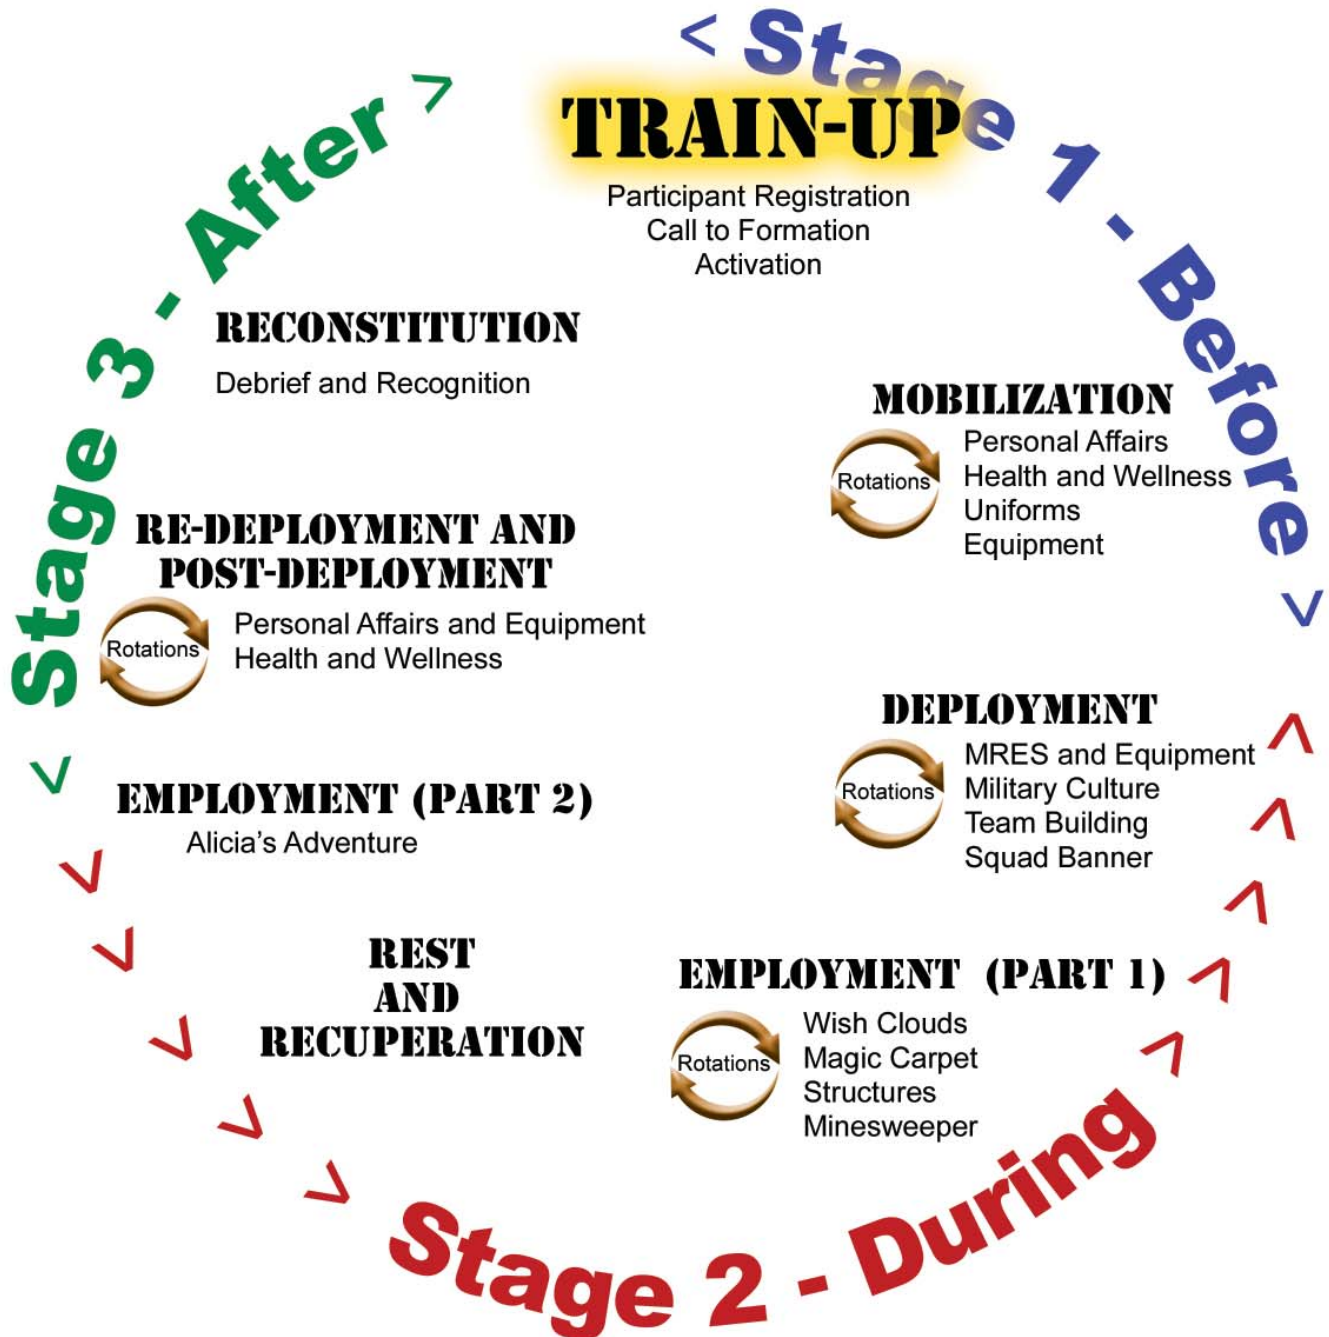 < Stage 1 - Before >
TRAIN-UP
Participant Registration
Call to Formation
Activation
MOBILIZATION
Rotations
Personal Affairs
Health and Wellness
Uniforms
Equipment
DEPLOYMENT
Rotations
MRES and Equipment
Military Culture
Team Building
Squad Banner
EMPLOYMENT (PART 1)
Rotations
Wish Clouds
Magic Carpet
Structures
Minesweeper
< < < < < Stage 2 - During > > > > >
REST
AND
RECUPERATION
EMPLOYMENT (PART 2)
Alicia's Adventure
< Stage 3 - After >
RE-DEPLOYMENT AND
POST-DEPLOYMENT
Rotations
Personal Affairs and Equipment
Health and Wellness
RECONSTITUTION
Debrief and Recognition